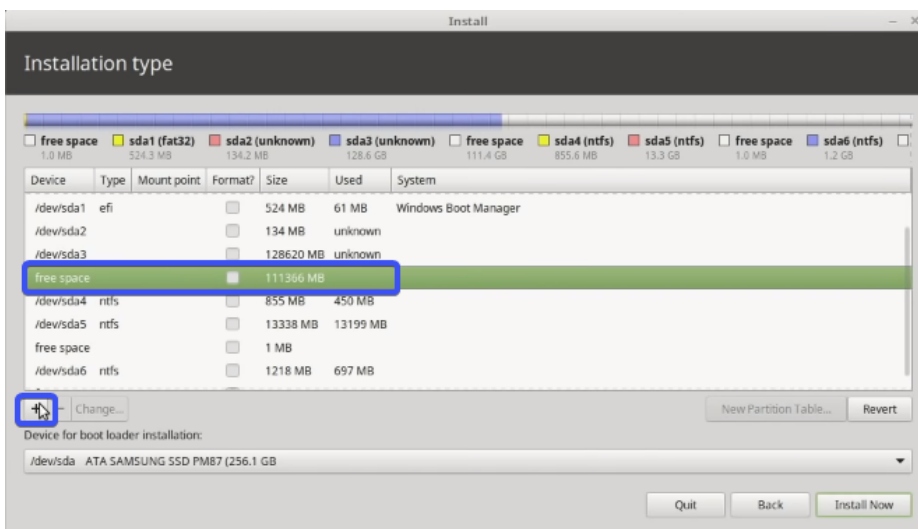 Install
Installation type
free space sda1 (fat32) sda2 (unknown) sda3 (unknown) free space sda4 (ntfs) sda5 (ntfs) free space sda6 (ntfs)
1.0 MB 524.3 MB 134.2 MB 128.6 GB 111.4 GB 855.6 MB 13.3 GB 1.0 MB 1.2 GB
Device Type Mount point Format? Size Used System
/dev/sda1 efi 524 MB 61 MB Windows Boot Manager
/dev/sda2 134 MB unknown
/dev/sda3 128620 MB unknown
free space 111366 MB
/dev/sda4 ntfs 855 MB 450 MB
/dev/sda5 ntfs 13338 MB 13199 MB
free space 1 MB
/dev/sda6 ntfs 1218 MB 697 MB
+ - Change... New Partition Table... Revert
Device for boot loader installation:
/dev/sda ATA SAMSUNG SSD PM87 (256.1 GB
Quit Back Install Now